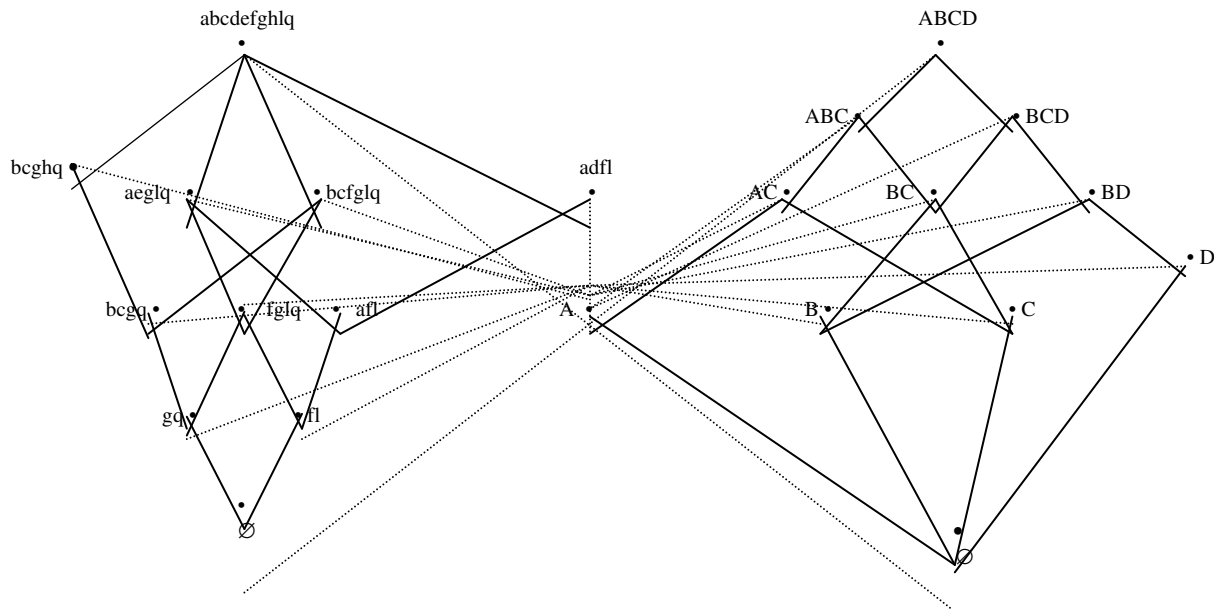 abcdefghlq ABCD
ABC BCD
bcghq adfl
aeglq bcfglq AC BC BD
D
bcgq fglq afl A B C
gq fl
∅
∅